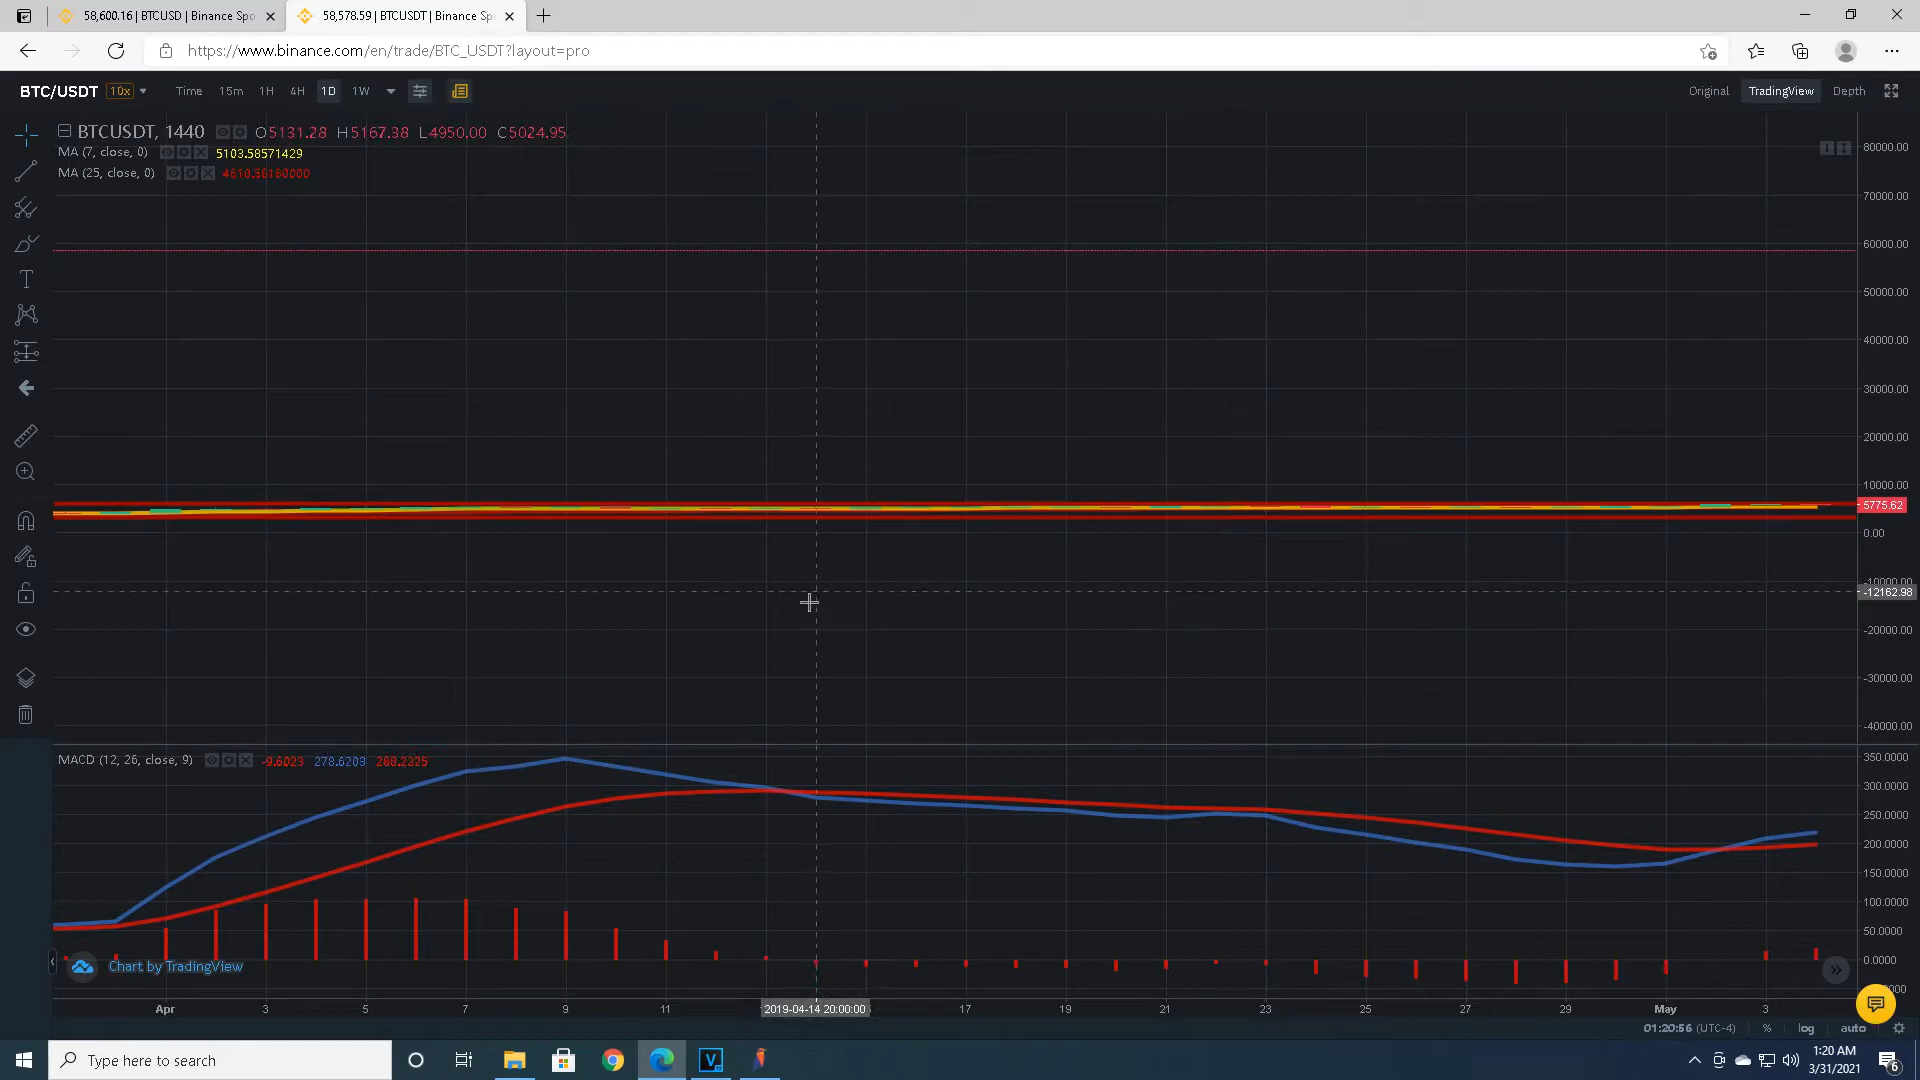 58,600.16 | BTCUSD | Binance Spo
58,578.59 | BTCUSDT | Binance Sp
https://www.binance.com/en/trade/BTC_USDT?layout=pro
BTC/USDT 10x Time 15m 1H 4H 1D 1W Original TradingView Depth
BTCUSDT, 1440 O5131.28 H5167.38 L4950.00 C5024.95
MA (7, close, 0) 5103.58571429
MA (25, close, 0) 4610.56160000
80000.00
70000.00
60000.00
50000.00
40000.00
30000.00
20000.00
10000.00
5775.62
0.00
-10000.00
-12162.98
-20000.00
-30000.00
-40000.00
MACD (12, 26, close, 9) -9.6023 278.6203 288.2225
350.0000
300.0000
250.0000
200.0000
150.0000
100.0000
50.0000
0.0000
Chart by TradingView
Apr 3 5 7 9 11 2019-04-14 20:00:00 17 19 21 23 25 27 29 May 3
01:20:56 (UTC-4) % log auto
Type here to search
1:20 AM
3/31/2021
6